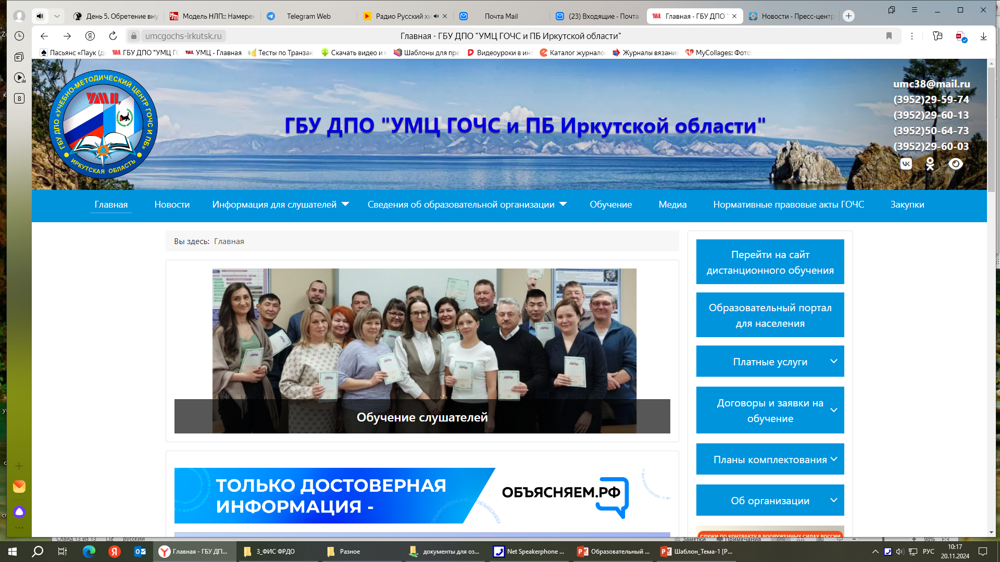 День 5. Обретение вну
Модель НЛП:: Намерен
Telegram Web
Радио Русский хи
Почта Mail
(23) Входящие - Почта
Главная - ГБУ ДПО "
Новости - Пресс-центр
umcgochs-irkutsk.ru
Главная - ГБУ ДПО "УМЦ ГОЧС и ПБ Иркутской области"
Пасьянс «Паук (д
ГБУ ДПО "УМЦ ГО
УМЦ - Главная
Тесты по Транзак
Скачать видео и м
Шаблоны для пре
Видеоуроки в инт
Каталог журнало
Журналы вязания
MyCollages: Фото
8
ГБУ ДПО «УЧЕБНО-МЕТОДИЧЕСКИЙ ЦЕНТР ГОЧС И ПБ»
УМЦ
ИРКУТСКАЯ ОБЛАСТЬ
ГБУ ДПО "УМЦ ГОЧС и ПБ Иркутской области"
umc38@mail.ru
(3952)29-59-74
(3952)29-60-13
(3952)50-64-73
(3952)29-60-03
Главная
Новости
Информация для слушателей
Сведения об образовательной организации
Обучение
Медиа
Нормативные правовые акты ГОЧС
Закупки
Вы здесь: Главная
Обучение слушателей
ТОЛЬКО ДОСТОВЕРНАЯ
ИНФОРМАЦИЯ -
ОБЪЯСНЯЕМ.РФ
Перейти на сайт
дистанционного обучения
Образовательный портал
для населения
Платные услуги
Договоры и заявки на
обучение
Планы комплектования
Об организации
СЛУЖИ ПО КОНТРАКТУ В ВООРУЖЕННЫХ СИЛАХ РОССИИ
Слайд 13 из 13
русский
Заметки
Примечания
98%
Главная - ГБУ ДП...
3_ФИС ФРДО
Разное
документы для оз...
Net Speakerphone ...
Образовательный ...
Шаблон_Тема-1 [Р...
РУС
10:17
20.11.2024